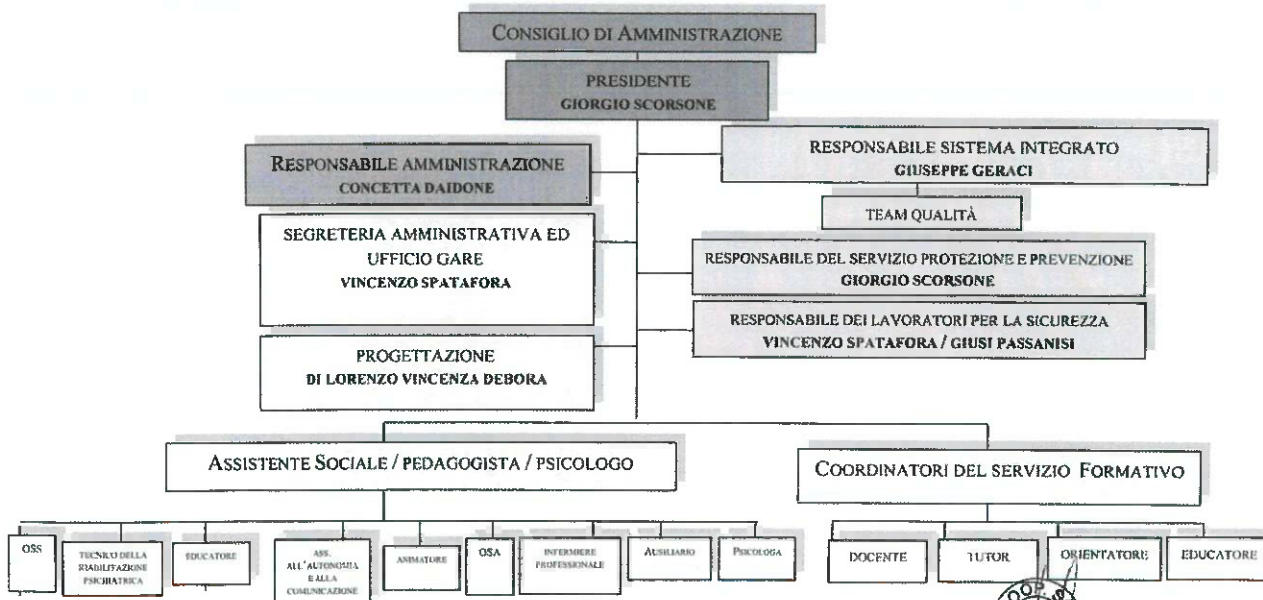 CONSIGLIO DI AMMINISTRAZIONE
PRESIDENTE
GIORGIO SCORSONE
RESPONSABILE AMMINISTRAZIONE
CONCETTA DAIDONE
RESPONSABILE SISTEMA INTEGRATO
GIUSEPPE GERACI
TEAM QUALITÀ
SEGRETERIA AMMINISTRATIVA ED
UFFICIO GARE
VINCENZO SPATAFORA
RESPONSABILE DEL SERVIZIO PROTEZIONE E PREVENZIONE
GIORGIO SCORSONE
RESPONSABILE DEI LAVORATORI PER LA SICUREZZA
VINCENZO SPATAFORA / GIUSI PASSANISI
PROGETTAZIONE
DI LORENZO VINCENZA DEBORA
ASSISTENTE SOCIALE / PEDAGOGISTA / PSICOLOGO
COORDINATORI DEL SERVIZIO FORMATIVO
OSS
TECNICO DELLA
RIABILITAZIONE
PSICHIATRICA
EDUCATORE
ASS.
ALL'AUTONOMIA
E ALLA
COMUNICAZIONE
ANIMATORE
OSA
INFERMIERE
PROFESSIONALE
AUSILIARIO
PSICOLOGA
DOCENTE
TUTOR
ORIENTATORE
EDUCATORE